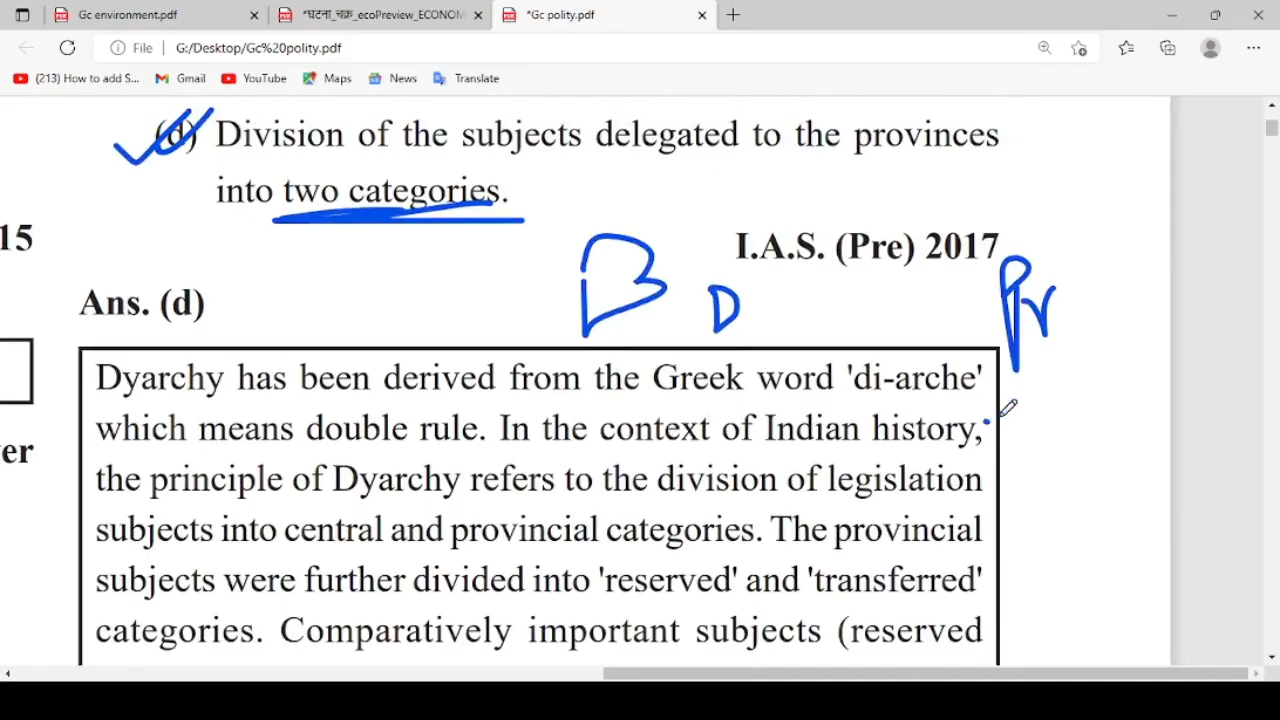 Gc environment.pdf
*घटना_चक्र_ecoPreview_ECONOM
*Gc polity.pdf
File G:/Desktop/Gc%20polity.pdf
(213) How to add S... Gmail YouTube Maps News Translate
(d) Division of the subjects delegated to the provinces
into two categories.
15
I.A.S. (Pre) 2017
B D Pr
Ans. (d)
Dyarchy has been derived from the Greek word 'di-arche'
which means double rule. In the context of Indian history,
er
the principle of Dyarchy refers to the division of legislation
subjects into central and provincial categories. The provincial
subjects were further divided into 'reserved' and 'transferred'
categories. Comparatively important subjects (reserved